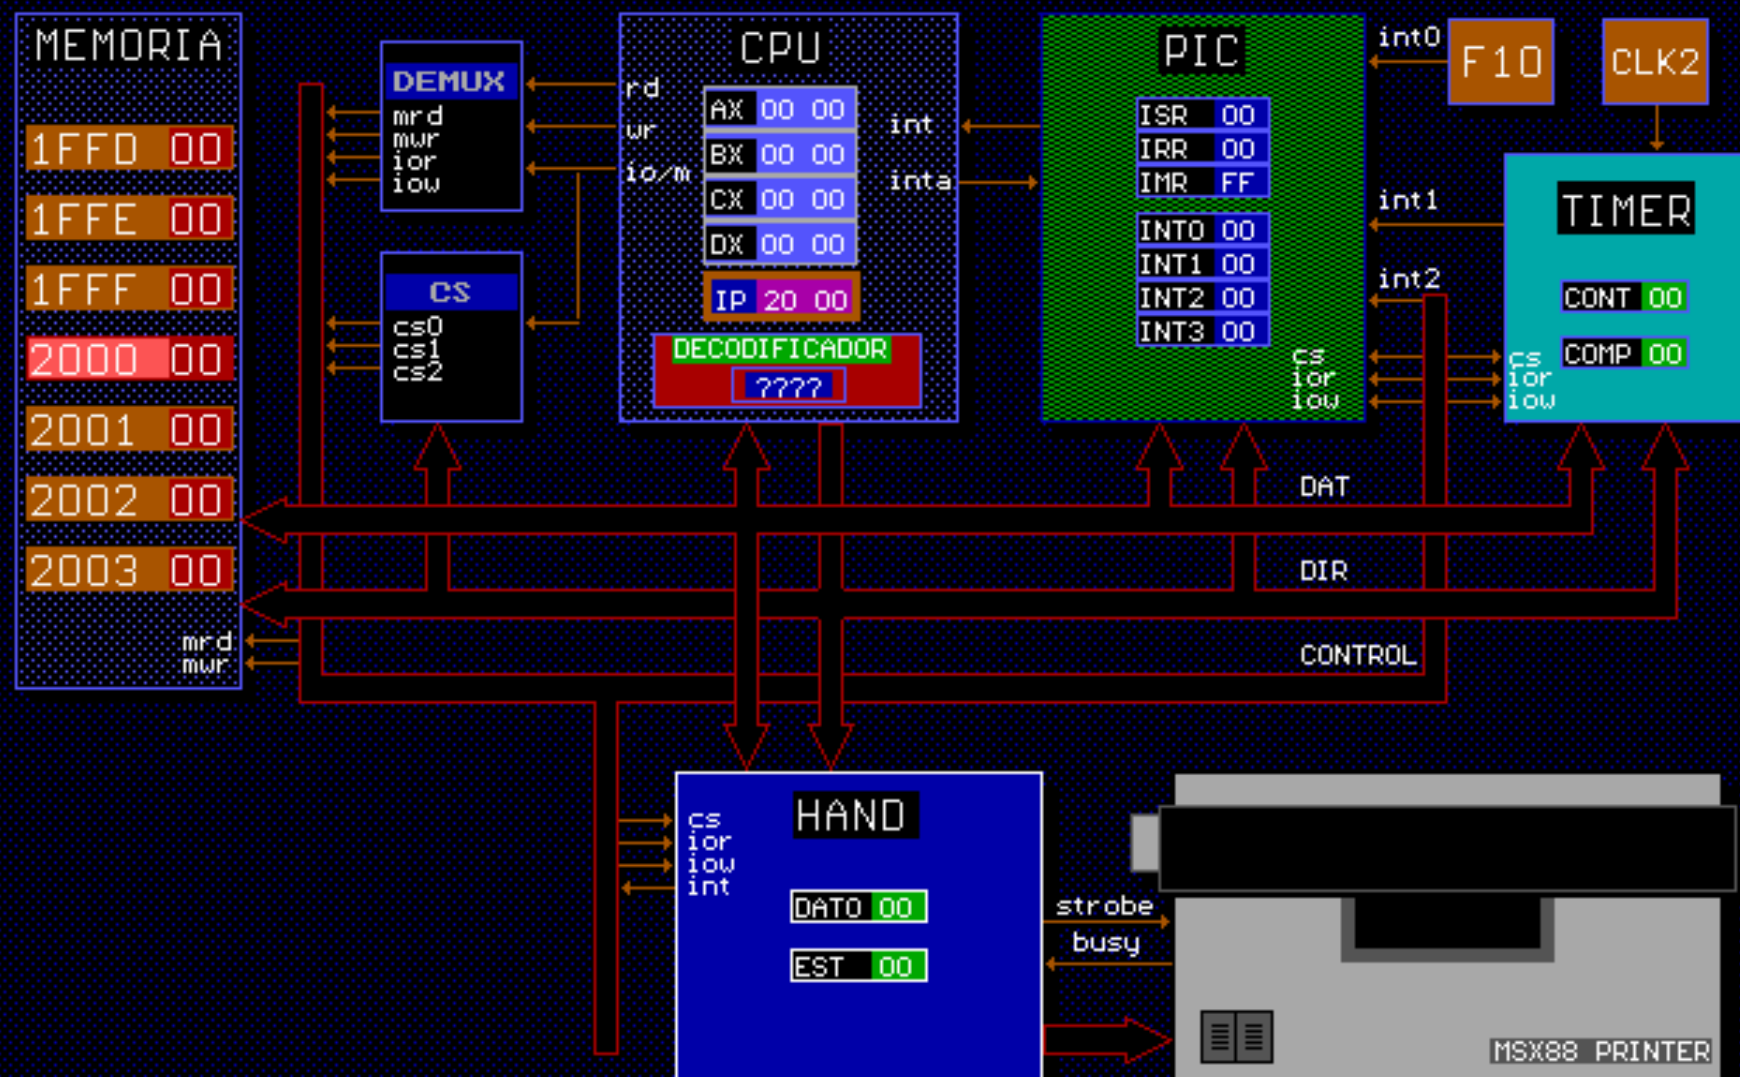 MEMORIA
1FFD 00
1FFE 00
1FFF 00
2000 00
2001 00
2002 00
2003 00
mrd
mwr
DEMUX
mrd
mwr
ior
iow
CS
cs0
cs1
cs2
CPU
rd
wr
io/m
AX 00 00
BX 00 00
CX 00 00
DX 00 00
IP 20 00
DECODIFICADOR
????
int
inta
PIC
ISR 00
IRR 00
IMR FF
INT0 00
INT1 00
INT2 00
INT3 00
cs
ior
iow
int0
F10
CLK2
int1
int2
TIMER
CONT 00
COMP 00
cs
ior
iow
DAT
DIR
CONTROL
HAND
cs
ior
iow
int
DATO 00
EST 00
strobe
busy
MSX88 PRINTER